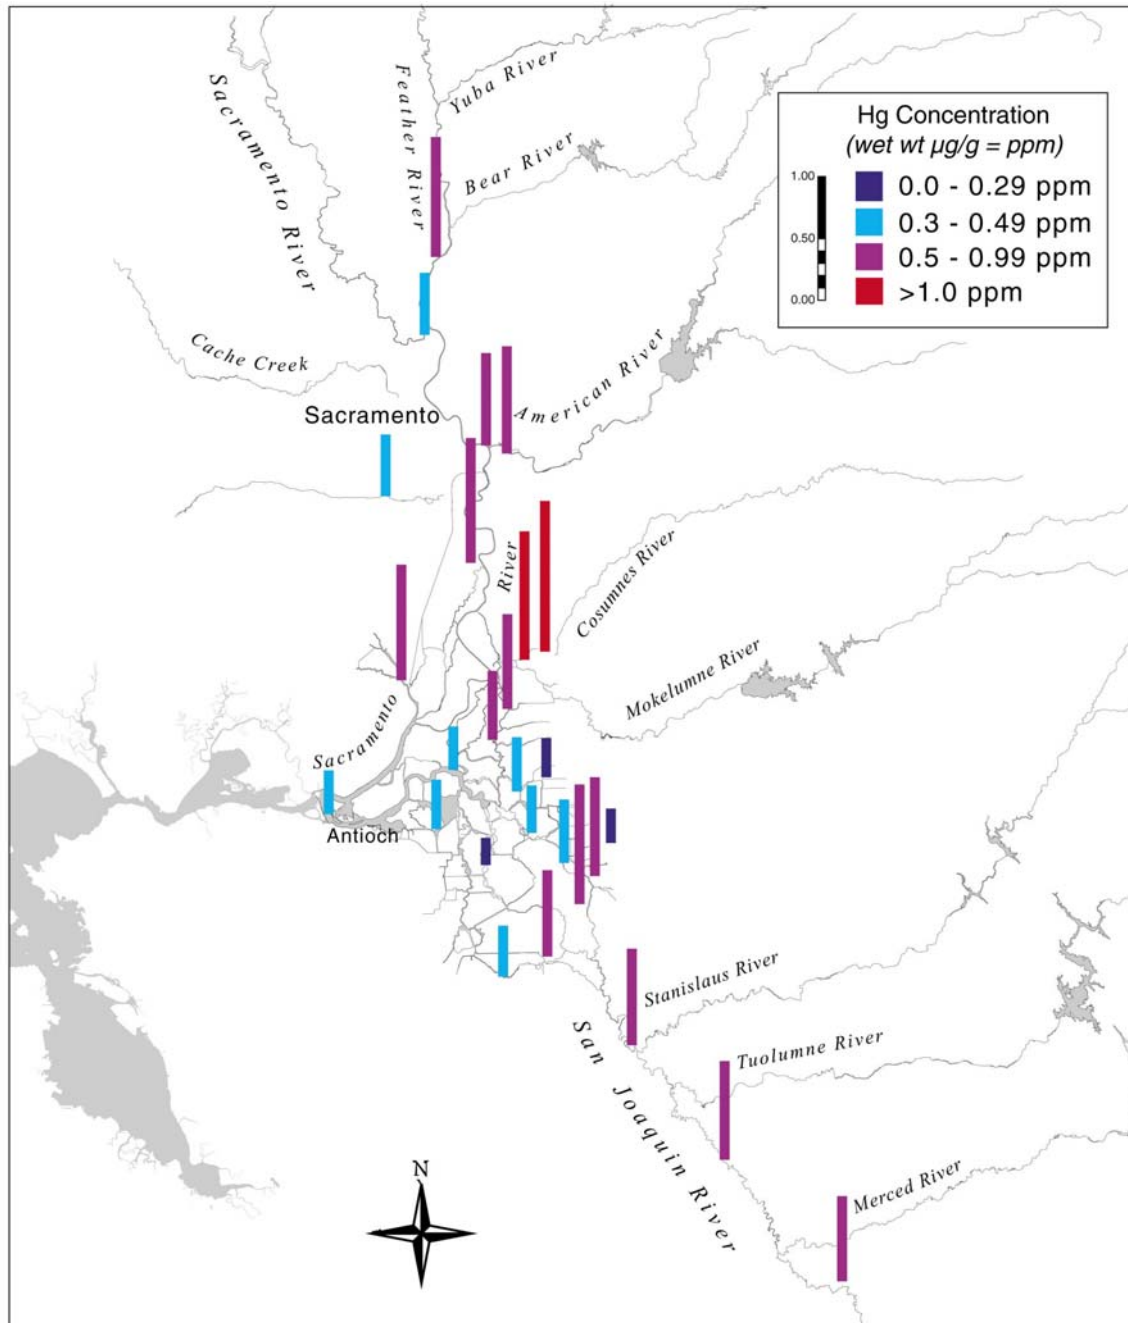 Yuba River
Feather River
Sacramento River
Bear River
Hg Concentration
(wet wt µg/g = ppm)
1.00
0.50
0.00
0.0 - 0.29 ppm
0.3 - 0.49 ppm
0.5 - 0.99 ppm
>1.0 ppm
Cache Creek
American River
Sacramento
Cosumnes River
Mokelumne River
Sacramento River
Antioch
Stanislaus River
Tuolumne River
San Joaquin River
Merced River
N